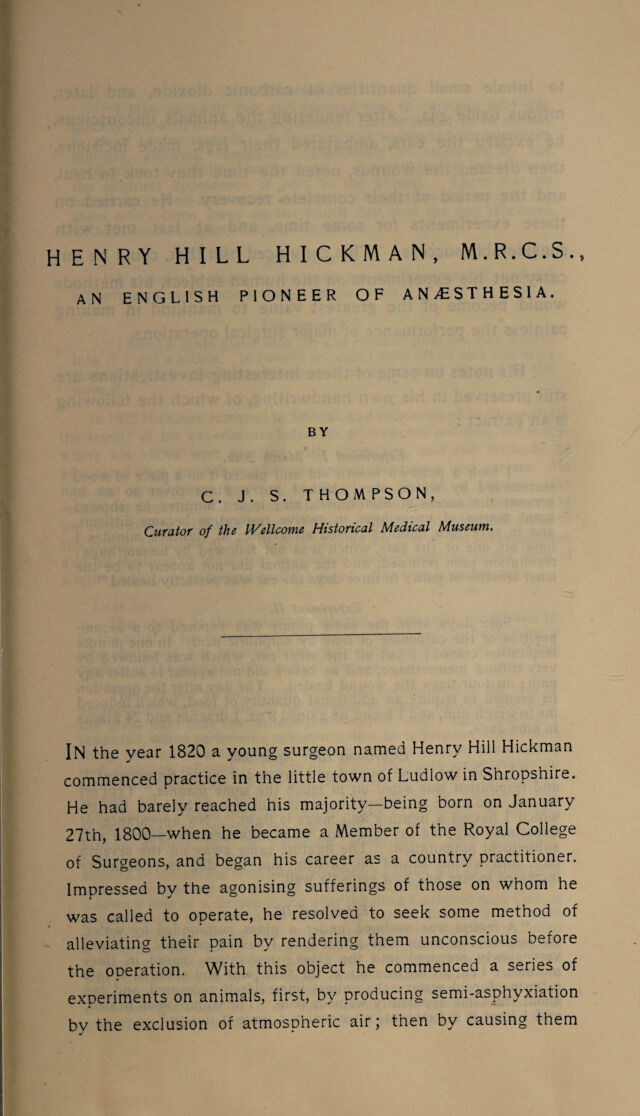 HENRY HILL HICKMAN, M.R.C.S.,
AN ENGLISH PIONEER OF ANÆSTHESIA.
BY
C. J. S. THOMPSON,
Curator of the Wellcome Historical Medical Museum.
IN the year 1820 a young surgeon named Henry Hill Hickman
commenced practice in the little town of Ludlow in Shropshire.
He had barely reached his majority—being born on January
27th, 1800—when he became a Member of the Royal College
of Surgeons, and began his career as a country practitioner.
Impressed by the agonising sufferings of those on whom he
was called to operate, he resolved to seek some method of
alleviating their pain by rendering them unconscious before
the operation. With this object he commenced a series of
experiments on animals, first, by producing semi-asphyxiation
by the exclusion of atmospheric air; then by causing them